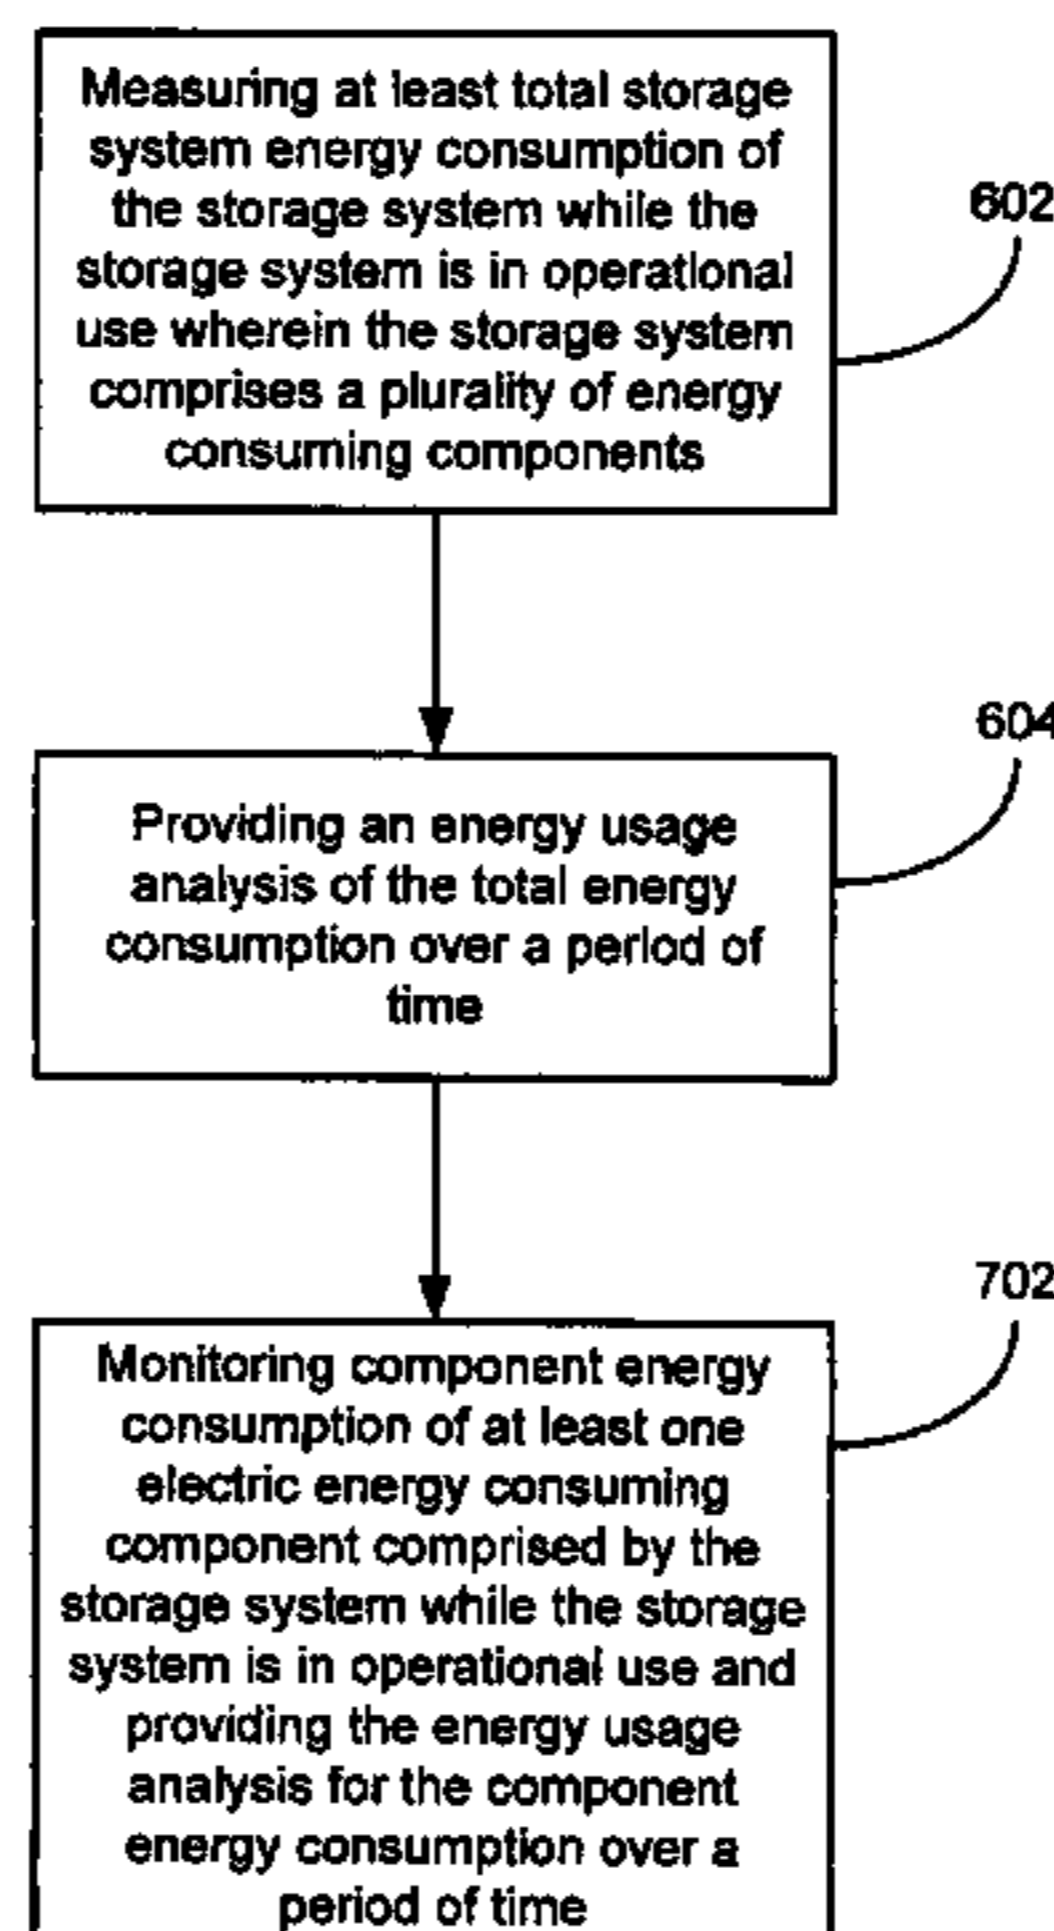 Measuring at least total storage
system energy consumption of
the storage system while the
storage system is in operational
use wherein the storage system
comprises a plurality of energy
consuming components
602
604
Providing an energy usage
analysis of the total energy
consumption over a period of
time
702
Monitoring component energy
consumption of at least one
electric energy consuming
component comprised by the
storage system while the storage
system is in operational use and
providing the energy usage
analysis for the component
energy consumption over a
period of time